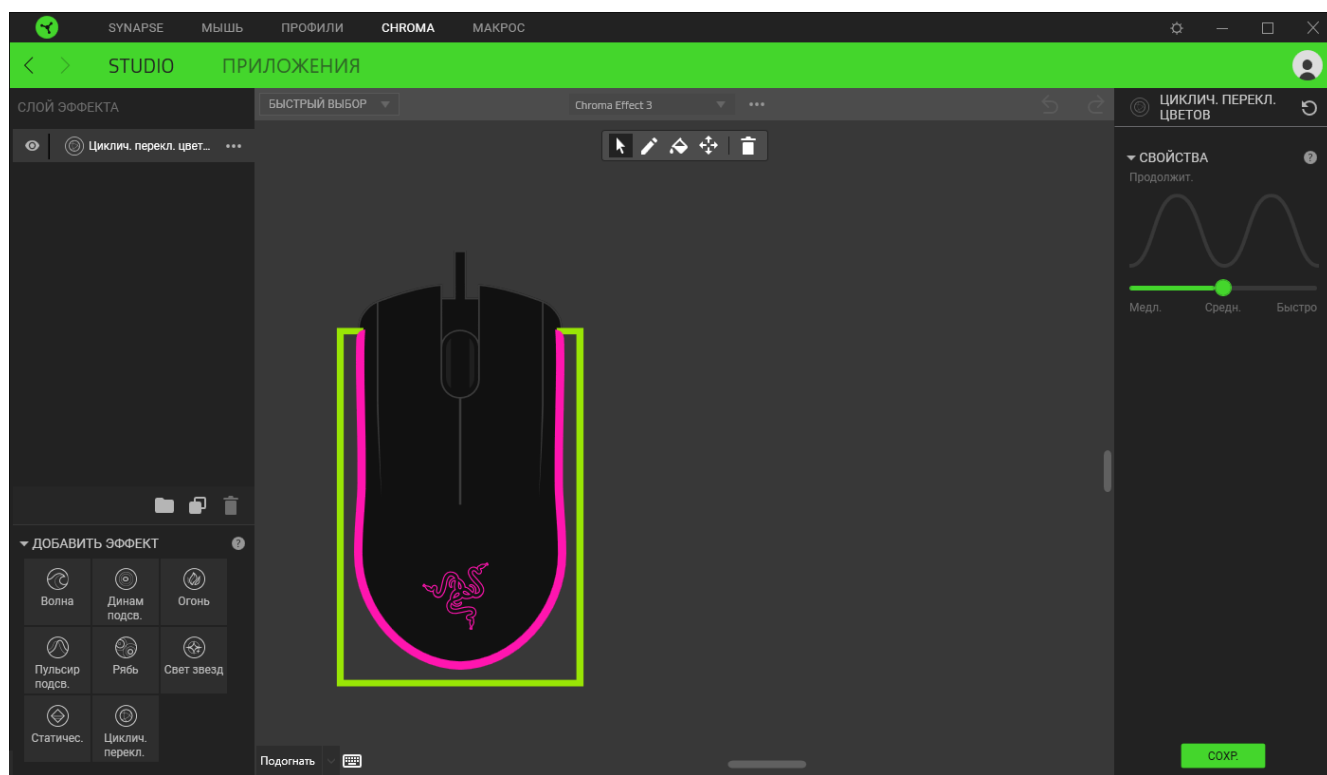 SYNAPSE МЫШЬ ПРОФИЛИ CHROMA МАКРОС
STUDIO ПРИЛОЖЕНИЯ
СЛОЙ ЭФФЕКТА
БЫСТРЫЙ ВЫБОР
Chroma Effect 3
ЦИКЛИЧ. ПЕРЕКЛ.
ЦВЕТОВ
Циклич. перекл. цвет...
СВОЙСТВА
Продолжит.
Медл. Средн. Быстро
ДОБАВИТЬ ЭФФЕКТ
Волна
Динам
подсв.
Огонь
Пульсир
подсв.
Рябь
Свет звезд
Статичес.
Циклич.
перекл.
Подогнать
СОХР.